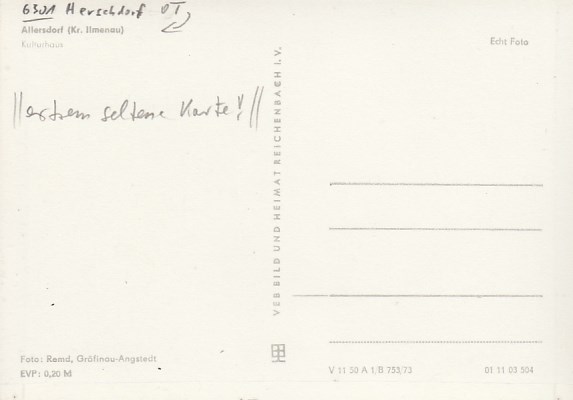 6301 Herschdorf OT
Allersdorf (Kr. Ilmenau)
Kulturhaus
Echt Foto
||extrem seltene Karte!||
VEB BILD UND HEIMAT REICHENBACH I. V.
Foto: Remd, Gräfinau-Angstedt
EVP: 0,20 M
V 11 50 A 1/B 753/73
01 11 03 504